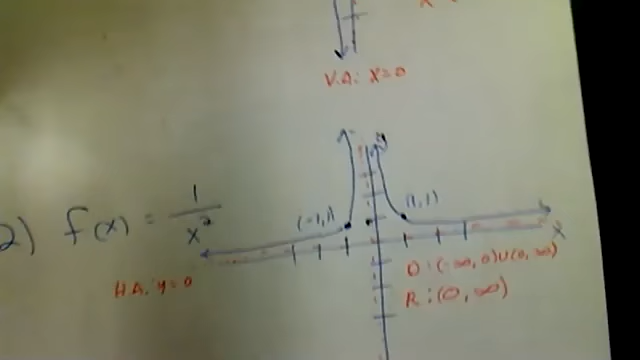 V.A: X=0
2) f(x) = 1/x²
(-1,1)
(1,1)
x
H.A: y=0
D: (-∞,0)∪(0,∞)
R: (0,∞)